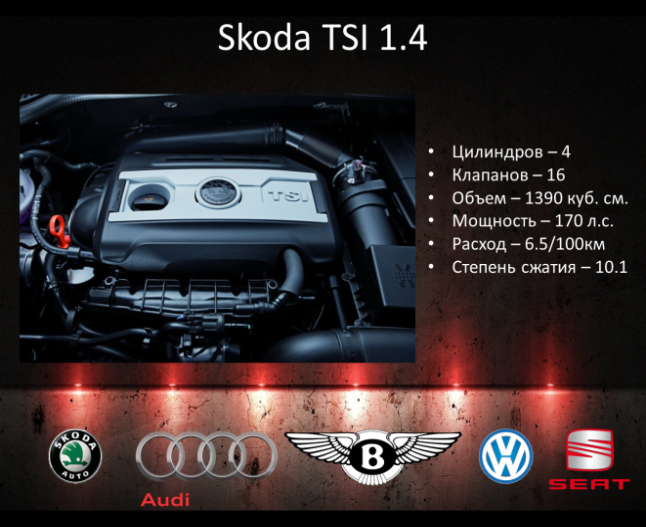 Skoda TSI 1.4
TSI
• Цилиндров – 4
• Клапанов – 16
• Объем – 1390 куб. см.
• Мощность – 170 л.с.
• Расход – 6.5/100км
• Степень сжатия – 10.1
SKODA
AUTO
Audi
B
VW
SEAT